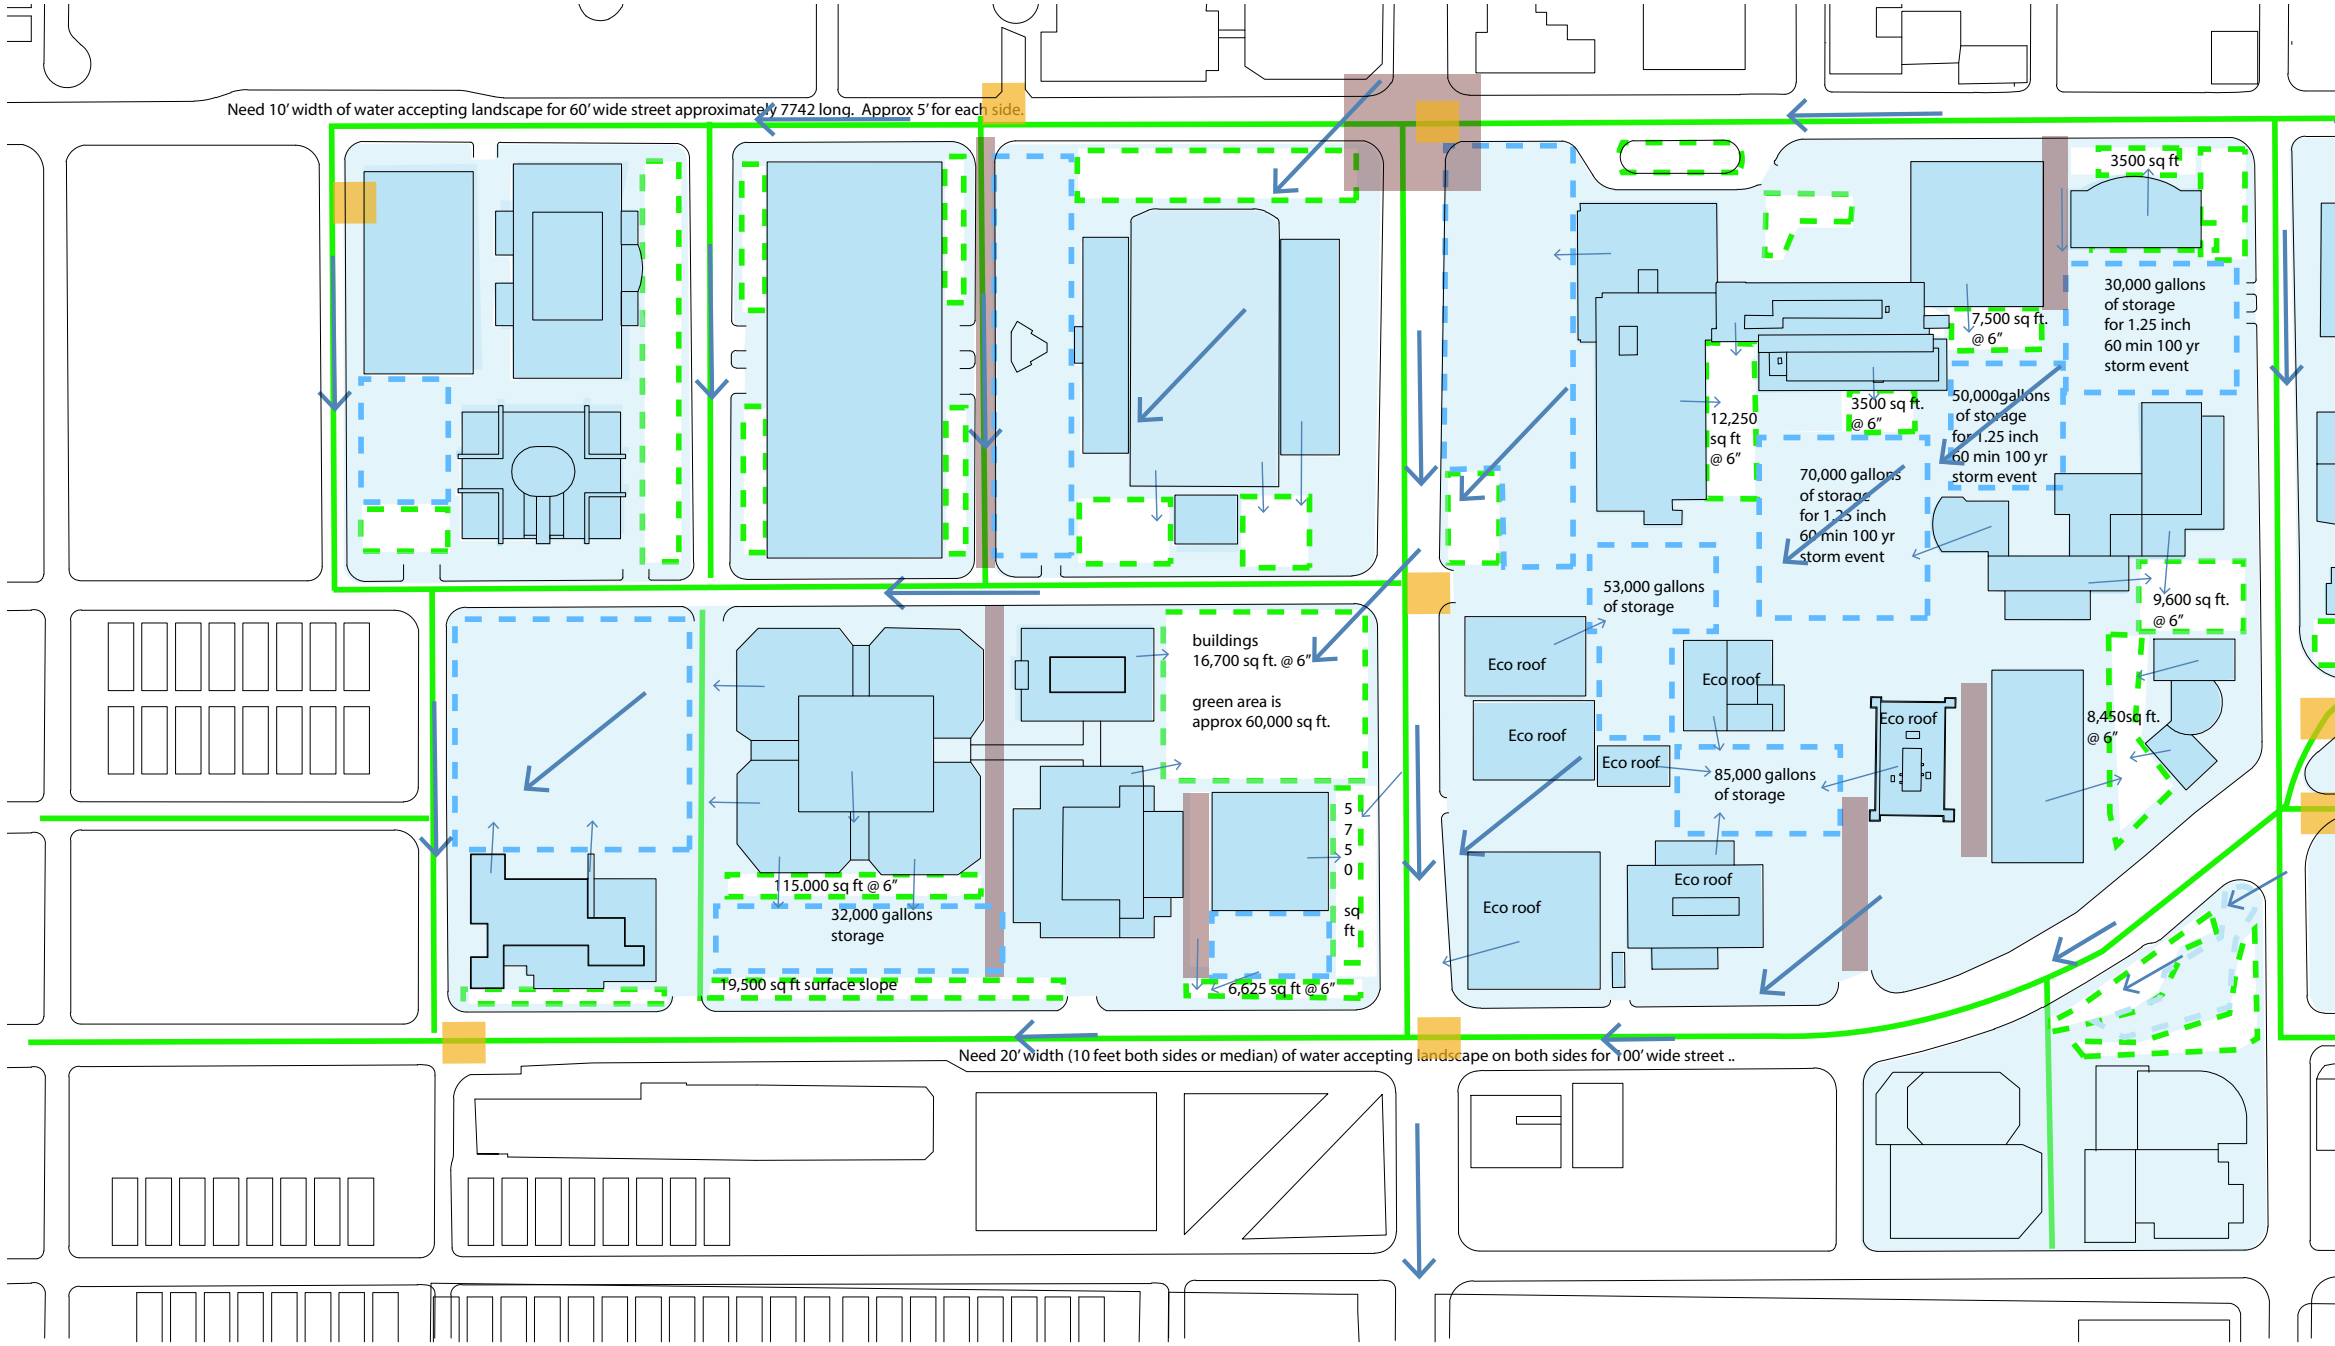 Need 10' width of water accepting landscape for 60' wide street approximately 7742 long.  Approx 5' for each side.
3500 sq ft
30,000 gallons
of storage
for 1.25 inch
60 min 100 yr
storm event
7,500 sq ft.
@ 6"
50,000gallons
of storage
for 1.25 inch
60 min 100 yr
storm event
3500 sq ft.
@ 6"
12,250
sq ft
@ 6"
70,000 gallons
of storage
for 1.25 inch
60 min 100 yr
storm event
53,000 gallons
of storage
9,600 sq ft.
@ 6"
buildings
16,700 sq ft. @ 6"
green area is
approx 60,000 sq ft.
Eco roof
Eco roof
Eco roof
Eco roof
Eco roof
8,450sq ft.
@ 6"
85,000 gallons
of storage
5
7
5
0
sq
ft
115.000 sq ft @ 6"
32,000 gallons
storage
Eco roof
Eco roof
19,500 sq ft surface slope
6,625 sq ft @ 6"
Need 20' width (10 feet both sides or median) of water accepting landscape on both sides for 100' wide street ..